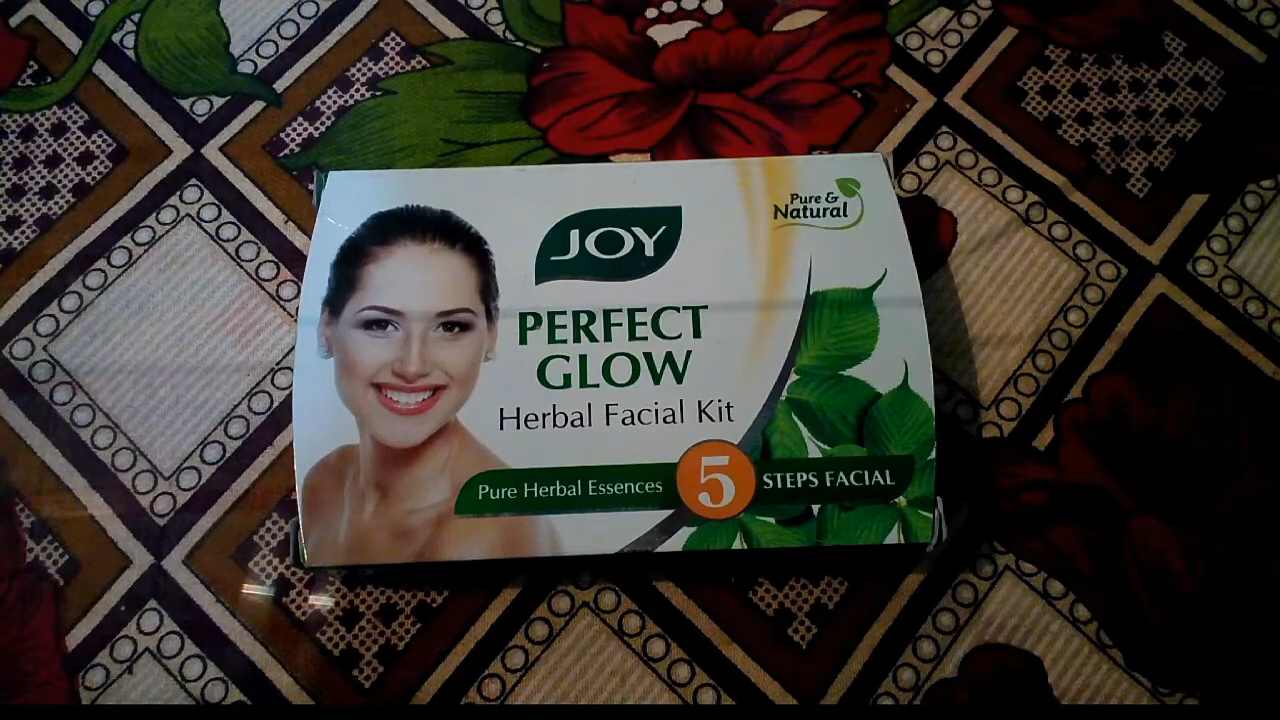 Pure &
Natural
JOY
PERFECT
GLOW
Herbal Facial Kit
Pure Herbal Essences 5 STEPS FACIAL